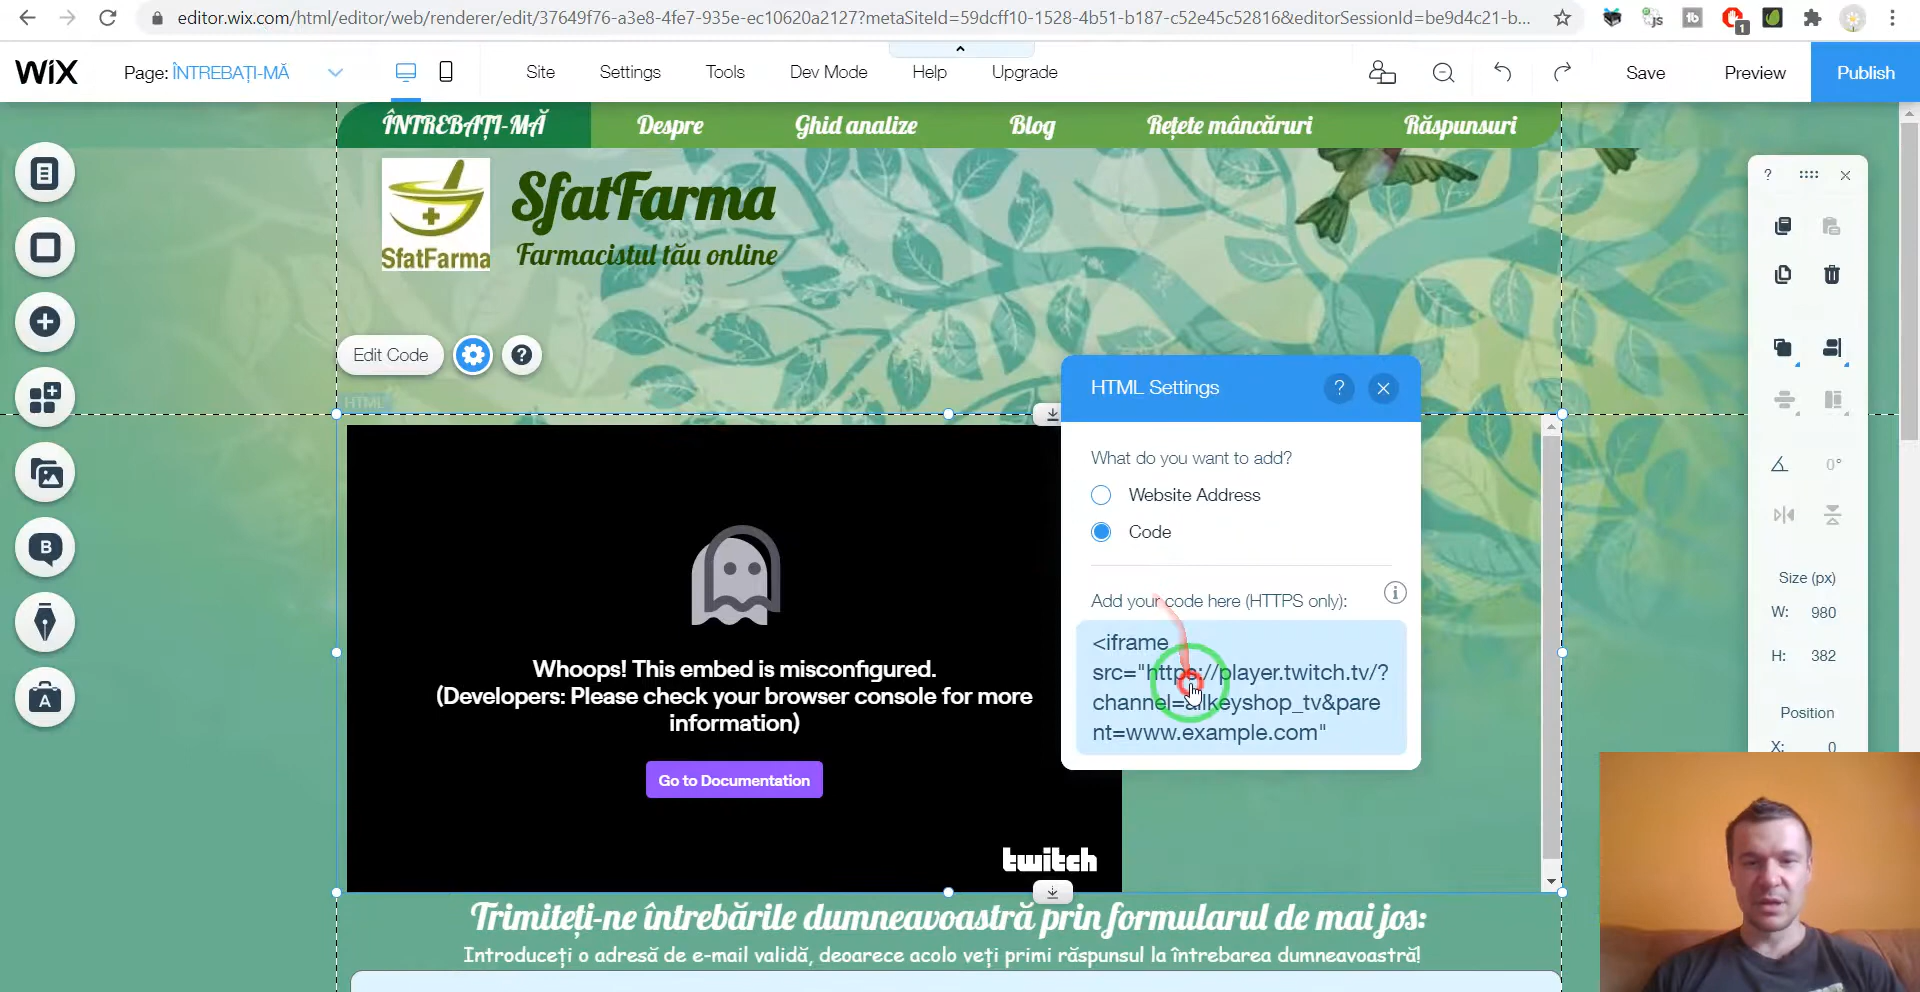 editor.wix.com/html/editor/web/renderer/edit/37649f76-a3e8-4fe7-935e-ec10620a2127?metaSiteId=59dcff10-1528-4b51-b187-c52e45c52816&editorSessionId=be9d4c21-b...
1
WiX Page: ÎNTREBAȚI-MĂ Site Settings Tools Dev Mode Help Upgrade Save Preview Publish
ÎNTREBAȚI-MĂ Despre Ghid analize Blog Rețete mâncăruri Răspunsuri
SfatFarma
SfatFarma
Farmacistul tău online
Edit Code ?
HTML
HTML Settings ?
What do you want to add?
Website Address
Code
Add your code here (HTTPS only):
<iframe
src="https://player.twitch.tv/?
channel=allkeyshop_tv&pare
nt=www.example.com"
Whoops! This embed is misconfigured.
(Developers: Please check your browser console for more
information)
Go to Documentation
twitch
Trimiteți-ne întrebările dumneavoastră prin formularul de mai jos:
Introduceți o adresă de e-mail validă, deoarece acolo veți primi răspunsul la întrebarea dumneavoastră!
?
0°
Size (px)
W: 980
H: 382
Position
X: 0
B
A